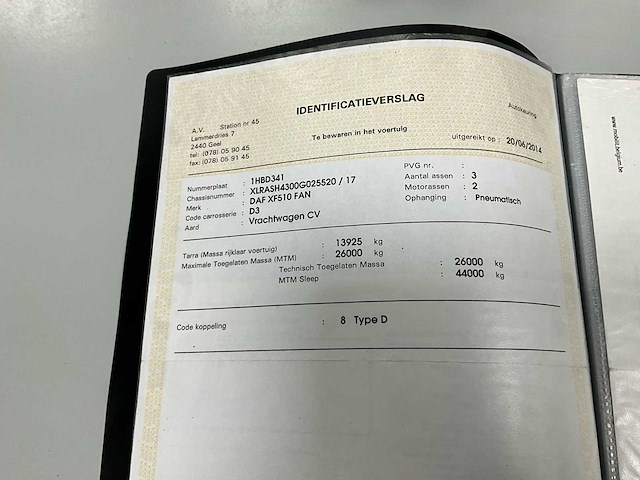 IDENTIFICATIEVERSLAG
Autokeuring
A.V. Station nr 45
Lammerdries 7
2440 Geel
tel: (078) 05 90 45
fax: (078) 05 91 45
Te bewaren in het voertuig
uitgereikt op : 20/06/2014
Nummerplaat : 1HBD341
Chassisnummer : XLRASH4300G025520 / 17
Merk : DAF XF510 FAN
Code carrosserie : D3
Aard : Vrachtwagen CV
PVG nr. :
Aantal assen : 3
Motorassen : 2
Ophanging : Pneumatisch
Tarra (Massa rijklaar voertuig) : 13925 kg
Maximale Toegelaten Massa (MTM) : 26000 kg
Technisch Toegelaten Massa : 26000 kg
MTM Sleep : 44000 kg
Code koppeling : 8 Type D
www.mobilit.belgium.be